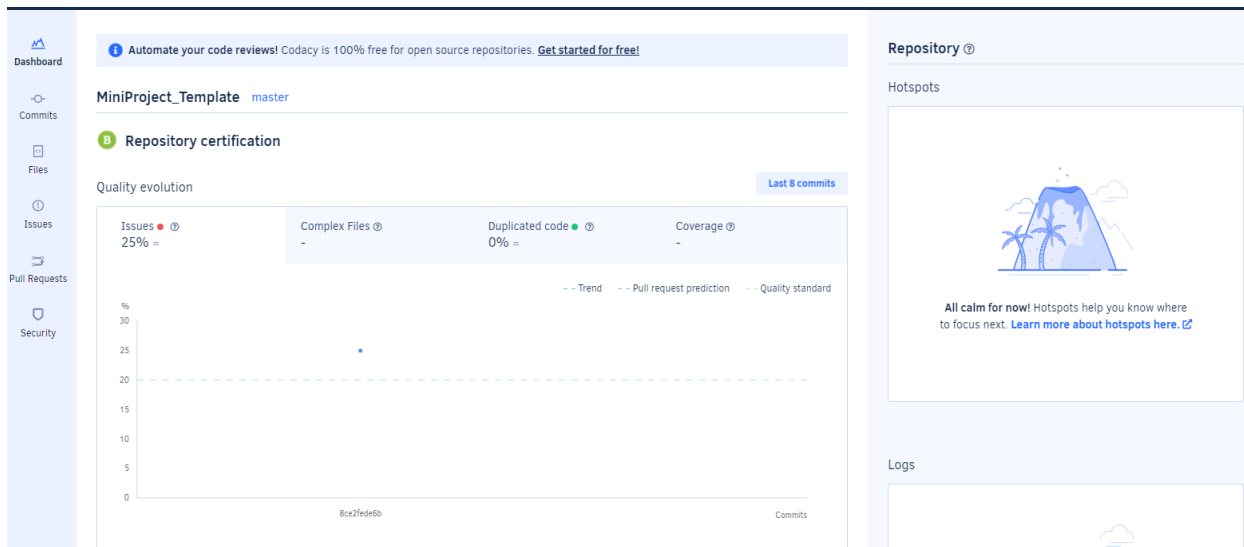 Dashboard
Commits
Files
Issues
Pull Requests
Security
Automate your code reviews! Codacy is 100% free for open source repositories. Get started for free!
MiniProject_Template master
B Repository certification
Quality evolution
Last 8 commits
Issues
25% =
Complex Files
-
Duplicated code
0% =
Coverage
-
Trend
Pull request prediction
Quality standard
%
30
25
20
15
10
5
0
8ce2fede6b
Commits
Repository
Hotspots
All calm for now! Hotspots help you know where
to focus next. Learn more about hotspots here.
Logs